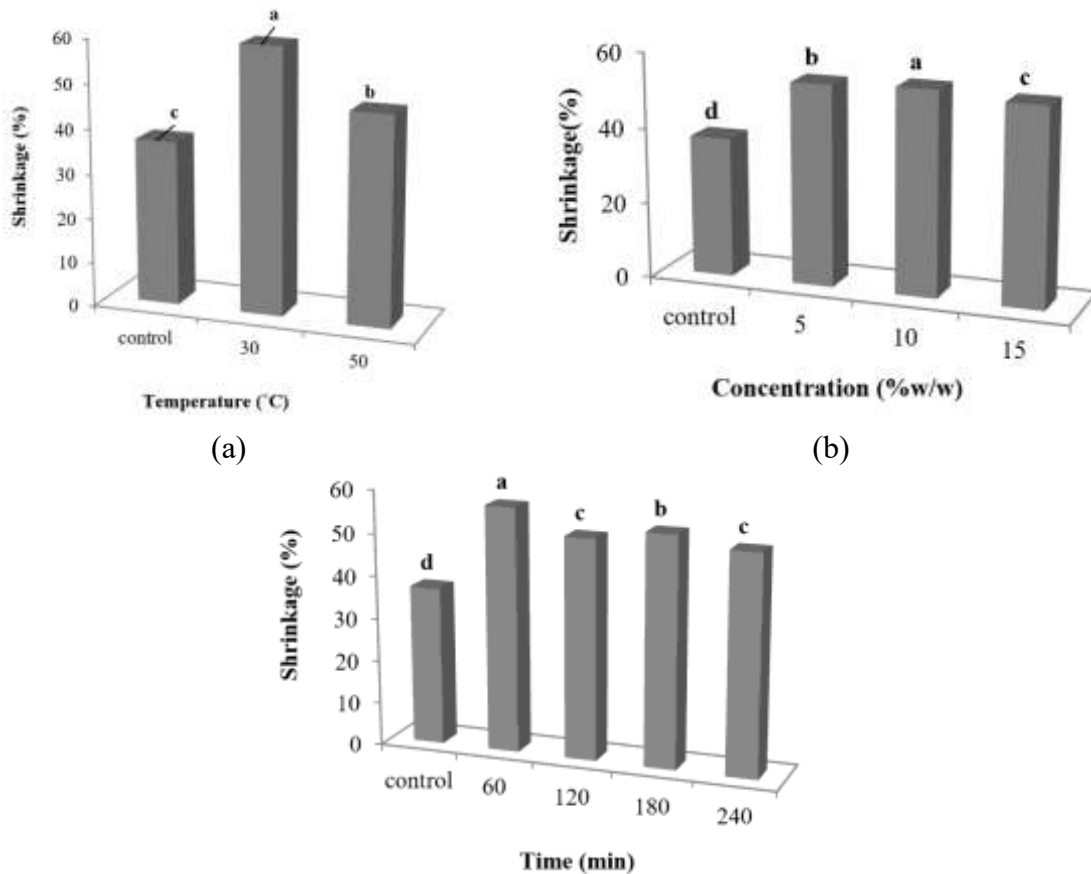 a
60
50
40
30
20
10
0
c
b
Shrinkage (%)
control
30
50
Temperature (˚C)
(a)
60
40
20
0
d
b
a
c
Shrinkage(%)
control
5
10
15
Concentration (%w/w)
(b)
60
50
40
30
20
10
0
d
a
c
b
c
Shrinkage (%)
control
60
120
180
240
Time (min)